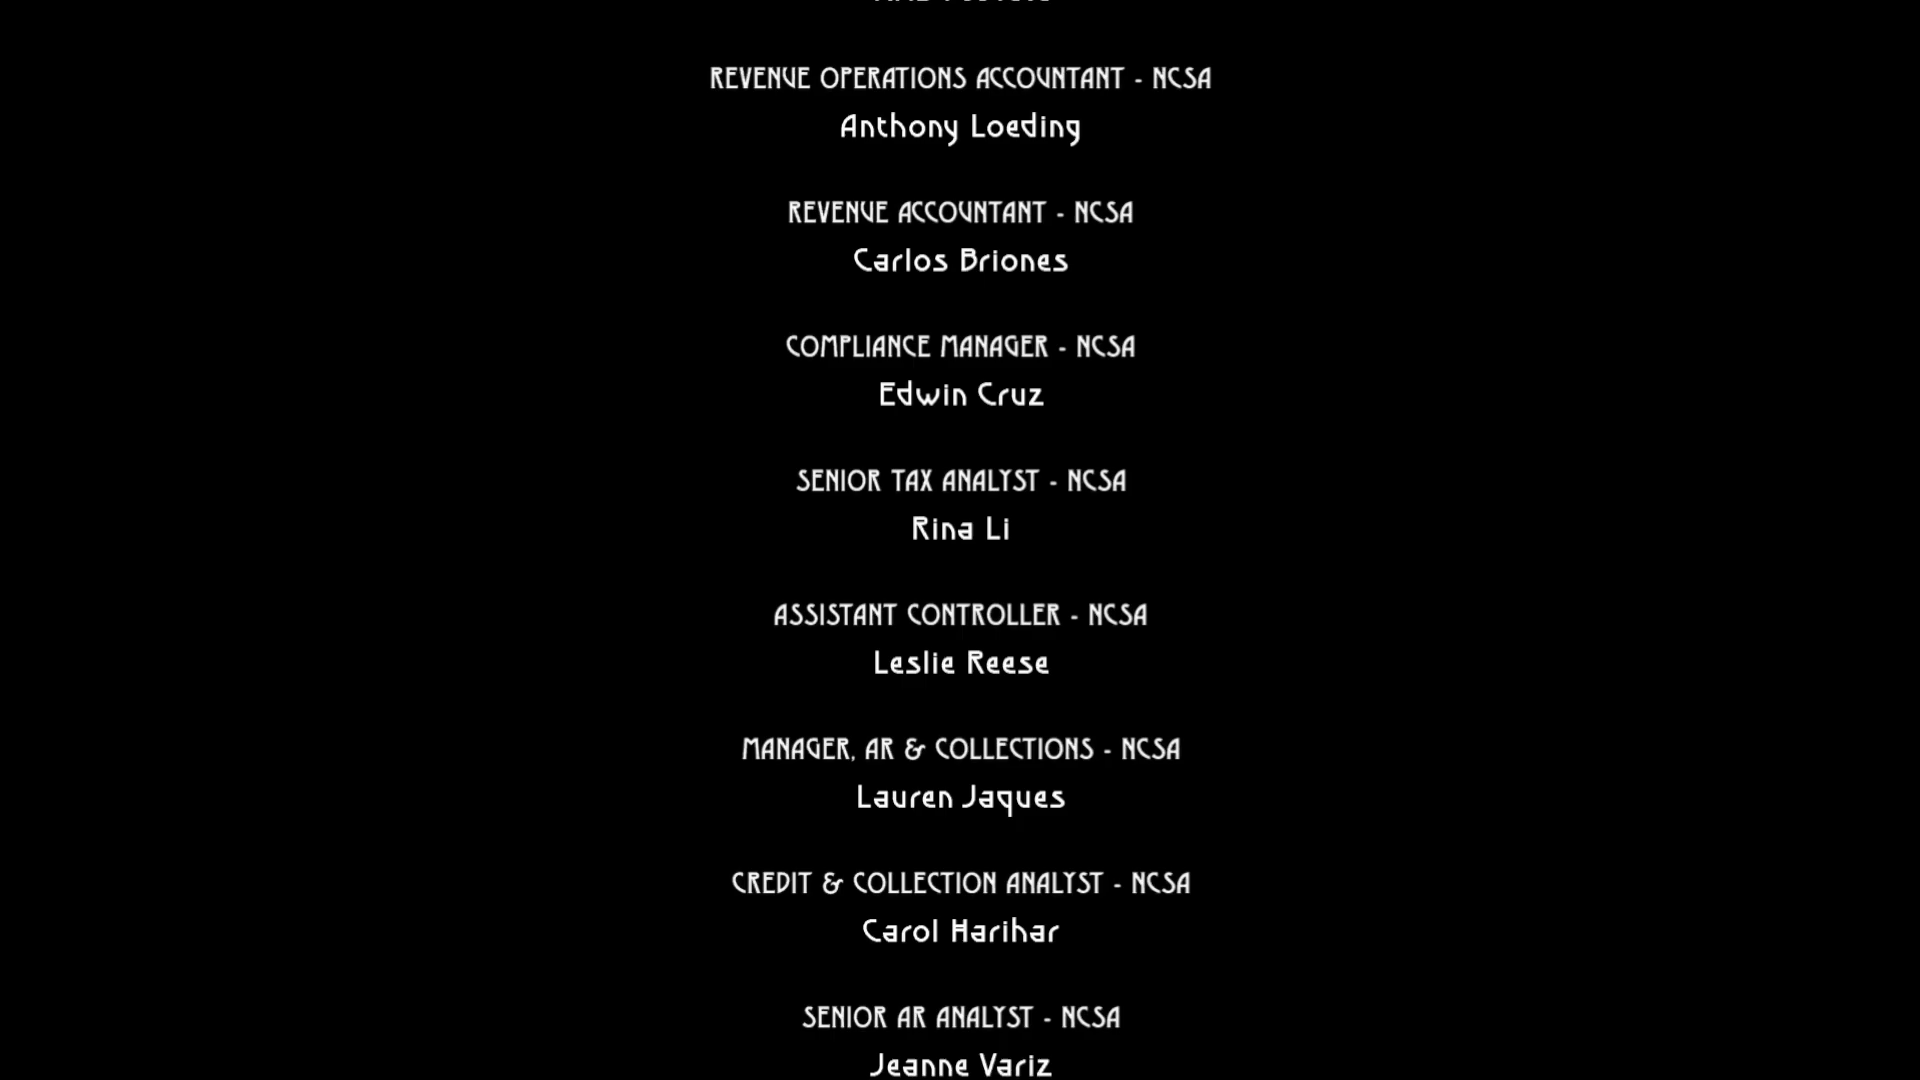 REVENUE OPERATIONS ACCOUNTANT - NCSA
Anthony Loeding
REVENUE ACCOUNTANT - NCSA
Carlos Briones
COMPLIANCE MANAGER - NCSA
Edwin Cruz
SENIOR TAX ANALYST - NCSA
Rina Li
ASSISTANT CONTROLLER - NCSA
Leslie Reese
MANAGER, AR & COLLECTIONS - NCSA
Lauren Jaques
CREDIT & COLLECTION ANALYST - NCSA
Carol Harihar
SENIOR AR ANALYST - NCSA
Jeanne Variz